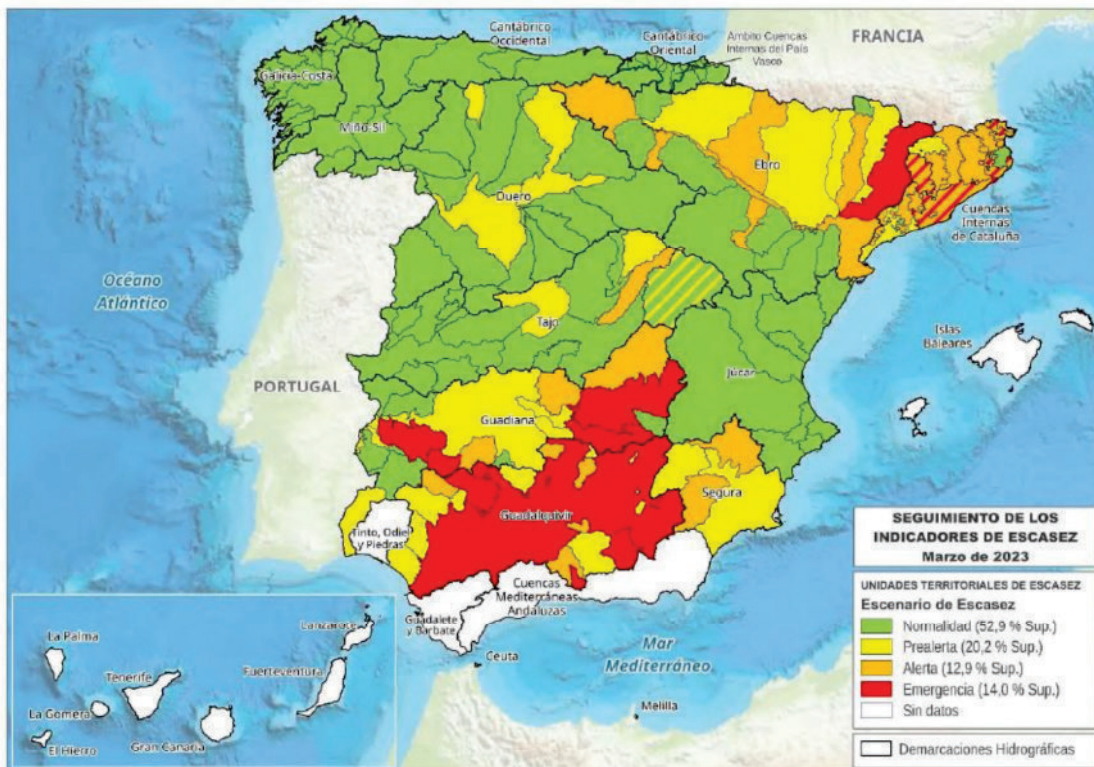 Cantábrico
Occidental
Cantábrico
Oriental
Ámbito Cuencas
Internas del País
Vasco
FRANCIA
Galicia-Costa
Miño-Sil
Ebro
Duero
Cuencas
Internas
de Cataluña
Océano
Atlántico
Tajo
Islas
Baleares
PORTUGAL
Júcar
Guadiana
Segura
Guadalquivir
Tinto, Odiel
y Piedras
Cuencas
Mediterráneas
Andaluzas
Guadalete
y Barbate
Ceuta
Mar
Mediterráneo
Melilla
La Palma
Lanzarote
Tenerife
Fuerteventura
La Gomera
El Hierro
Gran Canaria
SEGUIMIENTO DE LOS
INDICADORES DE ESCASEZ
Marzo de 2023
UNIDADES TERRITORIALES DE ESCASEZ
Escenario de Escasez
Normalidad (52,9 % Sup.)
Prealerta (20,2 % Sup.)
Alerta (12,9 % Sup.)
Emergencia (14,0 % Sup.)
Sin datos
Demarcaciones Hidrográficas